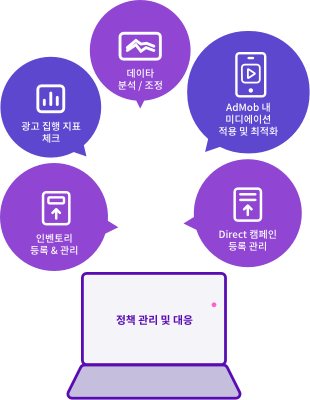 데이타
분석 / 조정
광고 집행 지표
체크
AdMob 내
미디에이션
적용 및 최적화
인벤토리
등록 & 관리
Direct 캠페인
등록 관리
정책 관리 및 대응